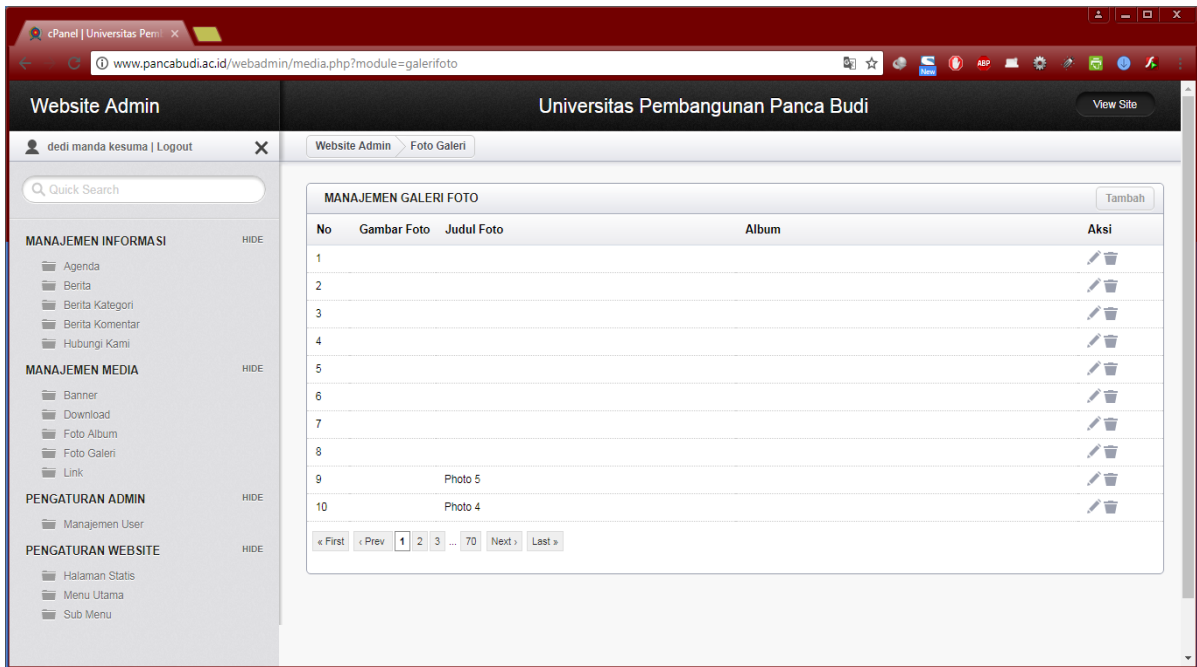 cPanel | Universitas Pem
www.pancabudi.ac.id/webadmin/media.php?module=galerifoto
New
ABP
Website Admin
Universitas Pembangunan Panca Budi
View Site
dedi manda kesuma | Logout
Website Admin
Foto Galeri
Quick Search
MANAJEMEN INFORMASI HIDE
Agenda
Berita
Berita Kategori
Berita Komentar
Hubungi Kami
MANAJEMEN MEDIA HIDE
Banner
Download
Foto Album
Foto Galeri
Link
PENGATURAN ADMIN HIDE
Manajemen User
PENGATURAN WEBSITE HIDE
Halaman Statis
Menu Utama
Sub Menu
MANAJEMEN GALERI FOTO
Tambah
No Gambar Foto Judul Foto Album Aksi
1
2
3
4
5
6
7
8
9 Photo 5
10 Photo 4
« First ‹ Prev 1 2 3 ... 70 Next › Last »